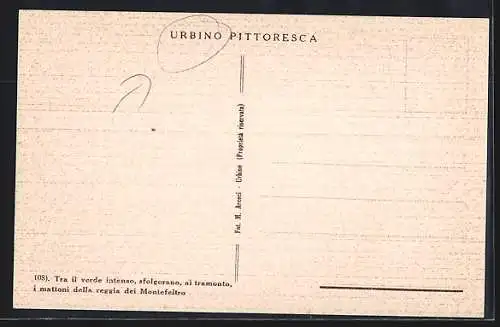 URBINO PITTORESCA
Fot. M. Arceci - Urbino (Proprietà riservata)
108). Tra il verde intenso, sfolgorano, al tramonto,
i mattoni della reggia dei Montefeltro